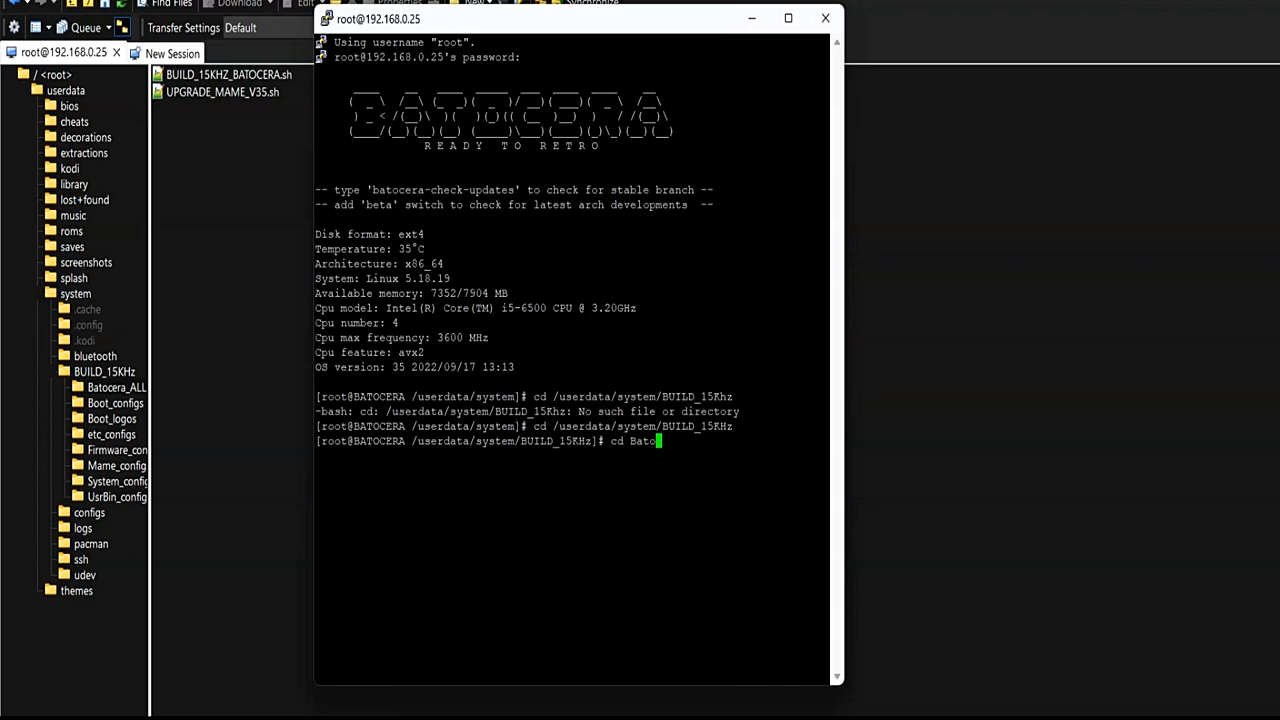 Find Files
Download
Edit
Properties
New
Synchronize
Queue
Transfer Settings
Default
root@192.168.0.25
New Session
/ <root>
userdata
bios
cheats
decorations
extractions
kodi
library
lost+found
music
roms
saves
screenshots
splash
system
.cache
.config
.kodi
bluetooth
BUILD_15KHz
Batocera_ALL
Boot_configs
Boot_logos
etc_configs
Firmware_con
Mame_config
System_config
UsrBin_config
configs
logs
pacman
ssh
udev
themes
BUILD_15KHZ_BATOCERA.sh
UPGRADE_MAME_V35.sh
root@192.168.0.25
Using username "root".
root@192.168.0.25's password:
BATOCERA
READY TO RETRO
-- type 'batocera-check-updates' to check for stable branch --
-- add 'beta' switch to check for latest arch developments  --
Disk format: ext4
Temperature: 35°C
Architecture: x86_64
System: Linux 5.18.19
Available memory: 7352/7904 MB
Cpu model: Intel(R) Core(TM) i5-6500 CPU @ 3.20GHz
Cpu number: 4
Cpu max frequency: 3600 MHz
Cpu feature: avx2
OS version: 35 2022/09/17 13:13
[root@BATOCERA /userdata/system]# cd /userdata/system/BUILD_15Khz
-bash: cd: /userdata/system/BUILD_15Khz: No such file or directory
[root@BATOCERA /userdata/system]# cd /userdata/system/BUILD_15KHz
[root@BATOCERA /userdata/system/BUILD_15KHz]# cd Bato